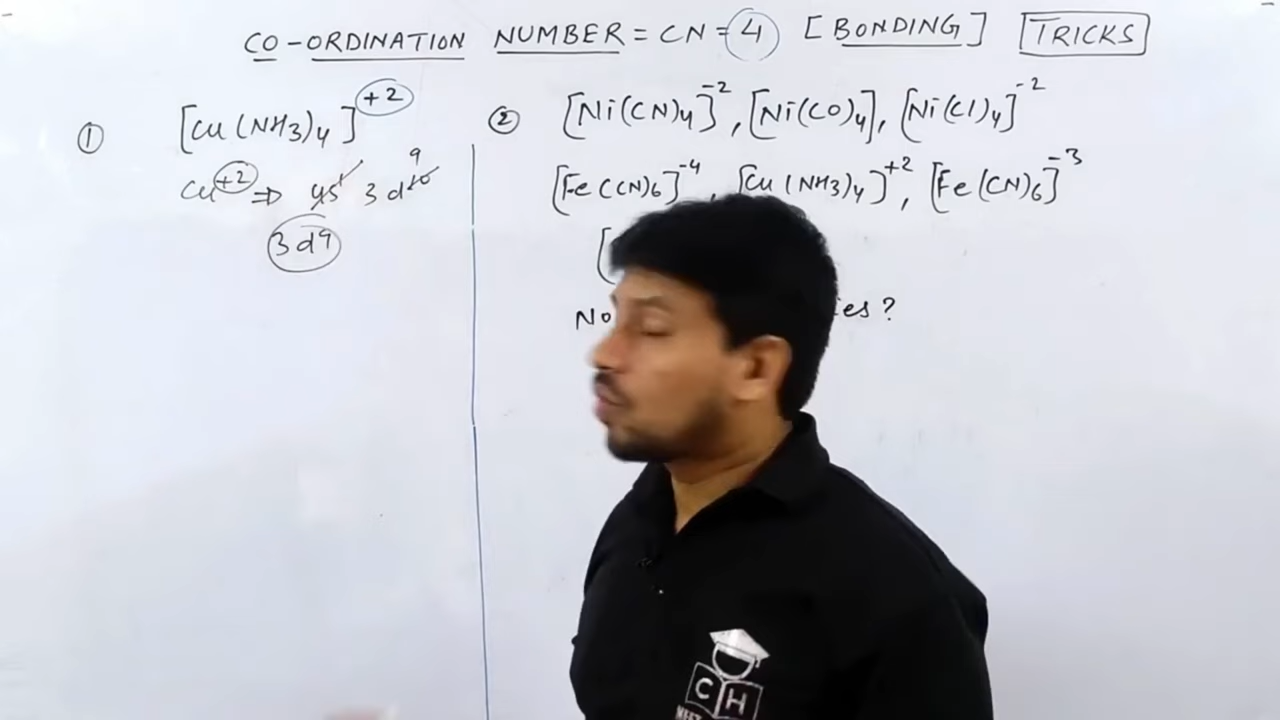 CO-ORDINATION NUMBER = CN = 4 [BONDING] TRICKS
① [Cu(NH3)4]+2
Cu+2 ⇒ 4s1 3d10 9
3d9
② [Ni(CN)4]-2, [Ni(CO)4], [Ni(Cl)4]-2
[Fe(CN)6]-4, [Cu(NH3)4]+2, [Fe(CN)6]-3
[
No ies?
CH